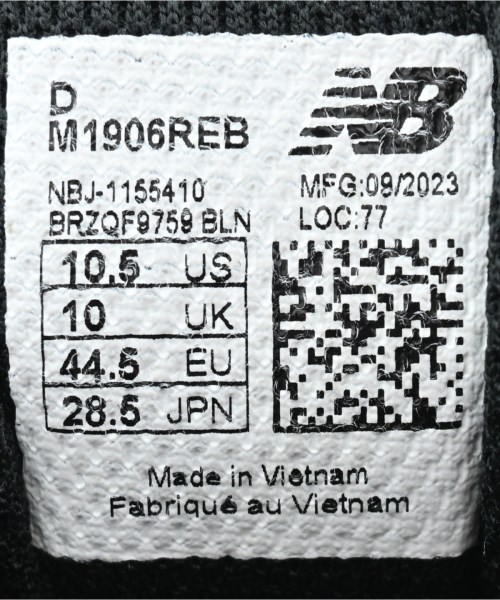 D
M1906REB
NB
NBJ-1155410
BRZQF9759 BLN
MFG:09/2023
LOC:77
10.5 US
10 UK
44.5 EU
28.5 JPN
Made in Vietnam
Fabriqué au Vietnam